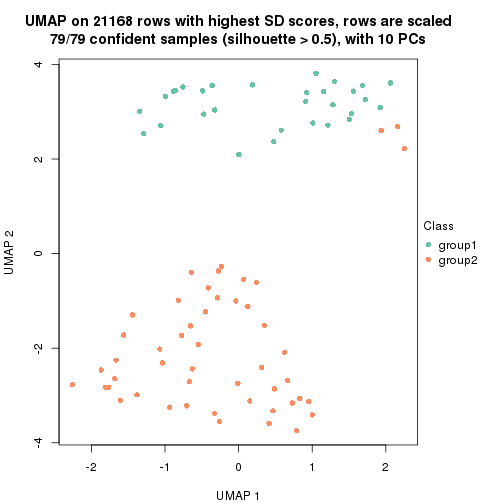 UMAP on 21168 rows with highest SD scores, rows are scaled
79/79 confident samples (silhouette > 0.5), with 10 PCs
4
2
0
-2
-4
UMAP 2
-2
-1
0
1
2
UMAP 1
Class
group1
group2